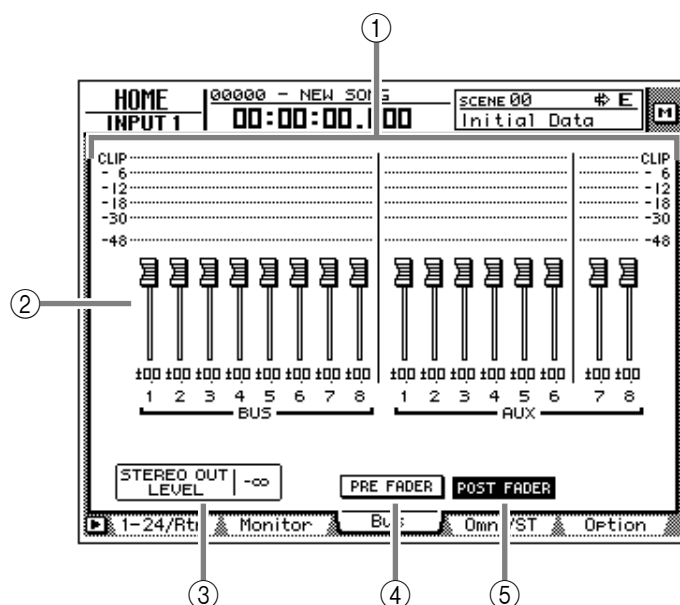 ①
HOME
INPUT 1
00000 - NEW SONG
00:00:00.000
SCENE 00 E
Initial Data
M
CLIP CLIP
- 6 - 6
-12 -12
-18 -18
-30 -30
-48 -48
②
±00 ±00 ±00 ±00 ±00 ±00 ±00 ±00 ±00 ±00 ±00 ±00 ±00 ±00 ±00 ±00
1 2 3 4 5 6 7 8 1 2 3 4 5 6 7 8
BUS AUX
STEREO OUT LEVEL -∞
PRE FADER POST FADER
1-24/Rtn Monitor Bus Omni/ST Option
③ ④ ⑤